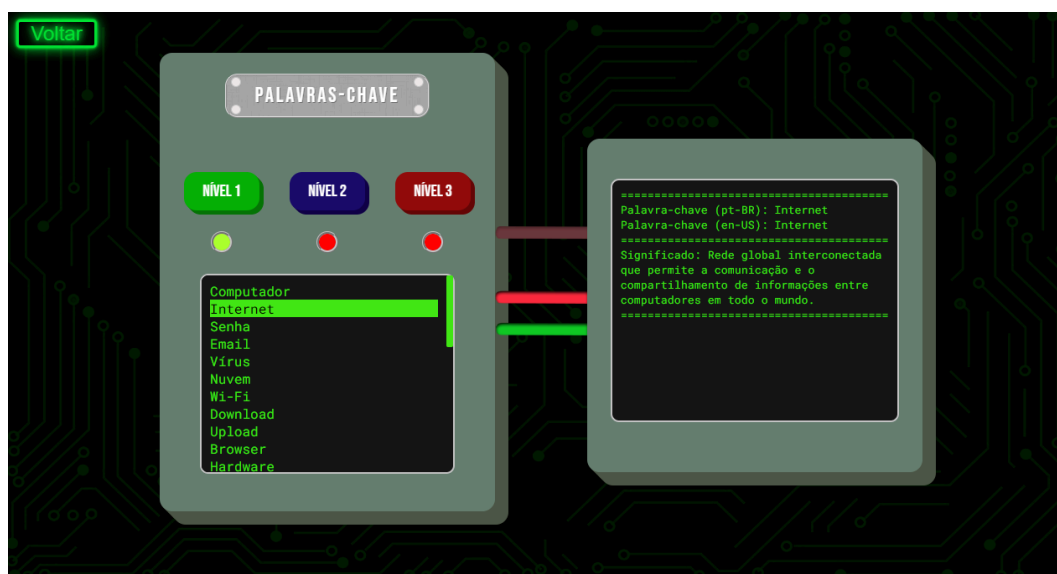 Voltar
PALAVRAS-CHAVE
NÍVEL 1
NÍVEL 2
NÍVEL 3
Computador
Internet
Senha
Email
Vírus
Nuvem
Wi-Fi
Download
Upload
Browser
Hardware
========================================
Palavra-chave (pt-BR): Internet
Palavra-chave (en-US): Internet
========================================
Significado: Rede global interconectada
que permite a comunicação e o
compartilhamento de informações entre
computadores em todo o mundo.
========================================